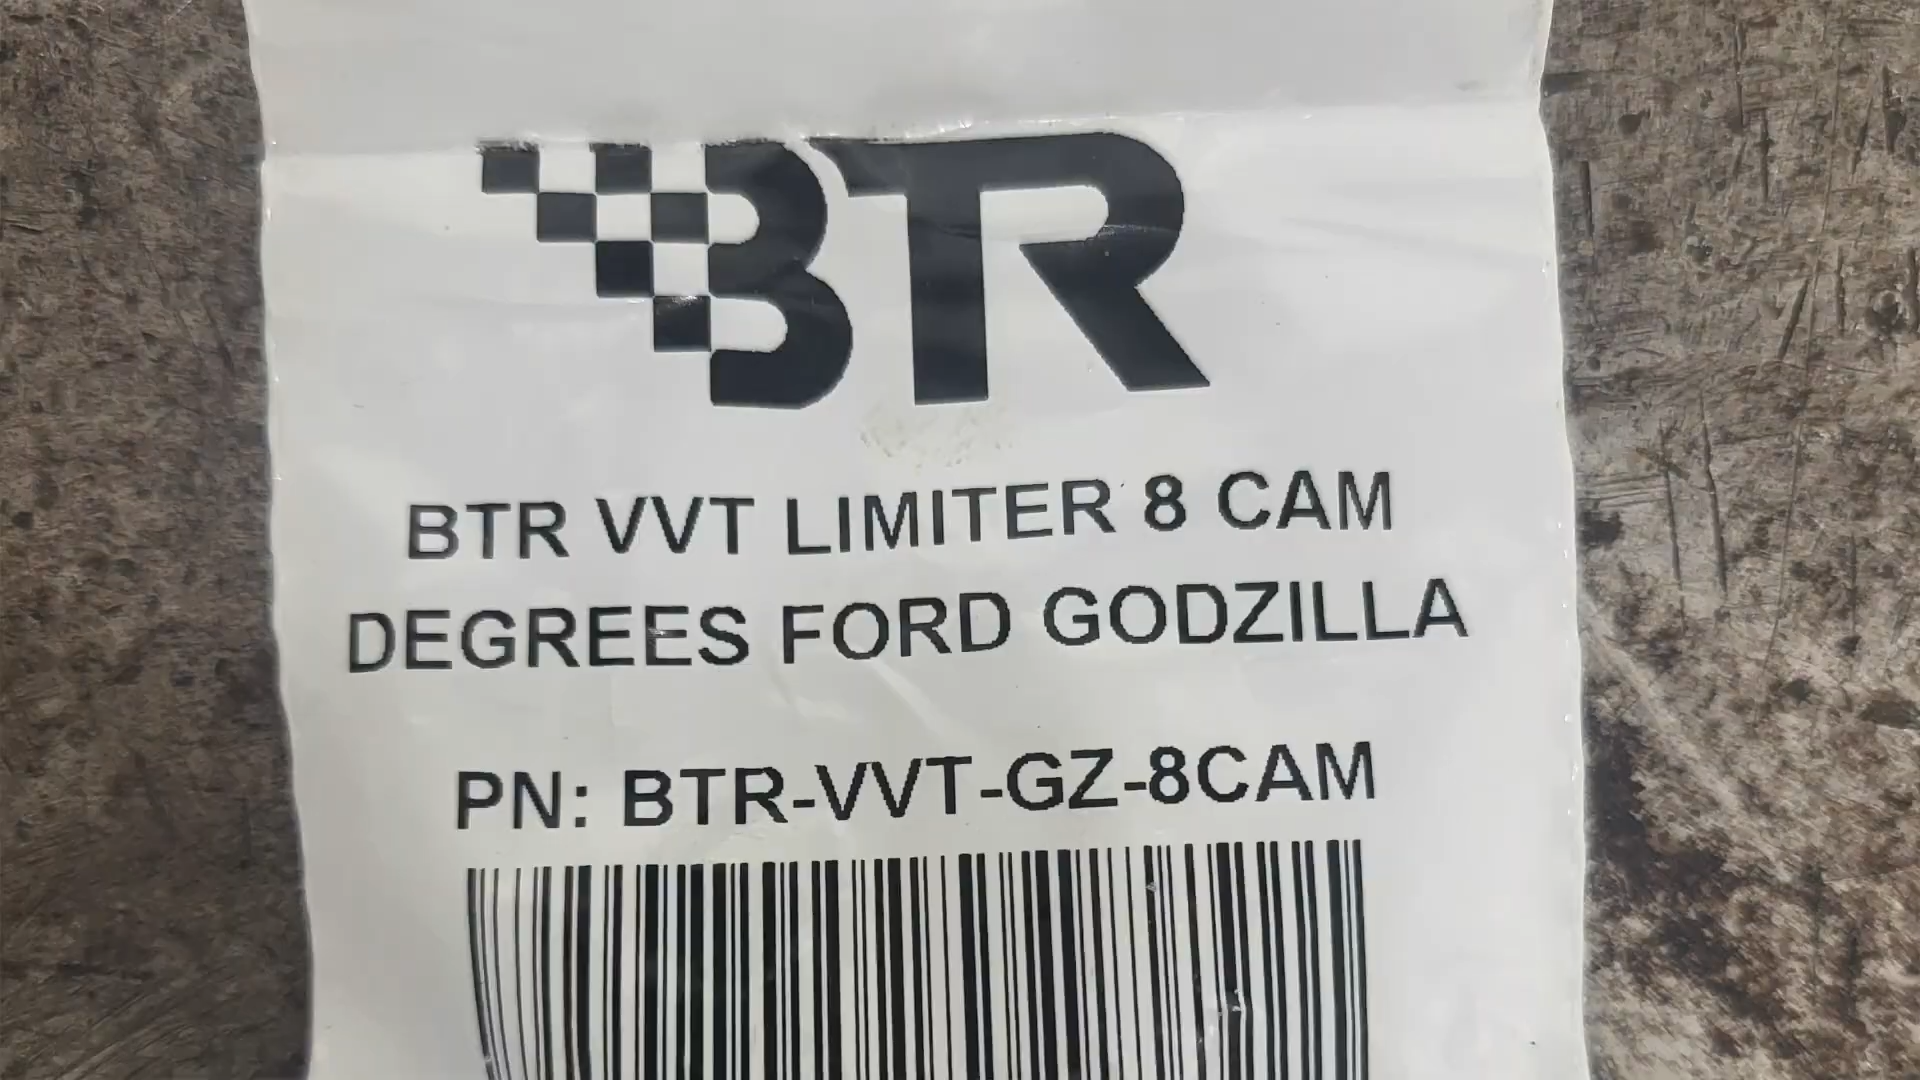 BTR
BTR VVT LIMITER 8 CAM
DEGREES FORD GODZILLA
PN: BTR-VVT-GZ-8CAM